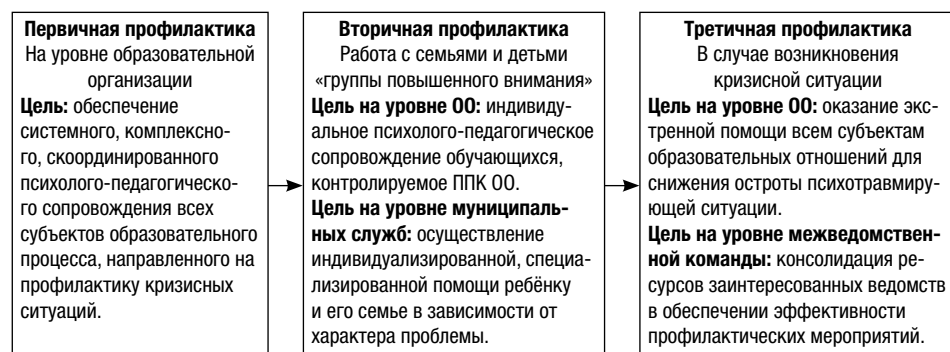 Первичная профилактика
На уровне образовательной
организации
Цель: обеспечение
системного, комплексно-
го, скоординированного
психолого-педагогическо-
го сопровождения всех
субъектов образовательного
процесса, направленного на
профилактику кризисных
ситуаций.
Вторичная профилактика
Работа с семьями и детьми
«группы повышенного внимания»
Цель на уровне ОО: индивиду-
альное психолого-педагогическое
сопровождение обучающихся,
контролируемое ППК ОО.
Цель на уровне муниципаль-
ных служб: осуществление
индивидуализированной, специа-
лизированной помощи ребёнку
и его семье в зависимости от
характера проблемы.
Третичная профилактика
В случае возникновения
кризисной ситуации
Цель на уровне ОО: оказание экс-
тренной помощи всем субъектам
образовательных отношений для
снижения остроты психотравмиру-
ющей ситуации.
Цель на уровне межведомствен-
ной команды: консолидация ре-
сурсов заинтересованных ведомств
в обеспечении эффективности
профилактических мероприятий.